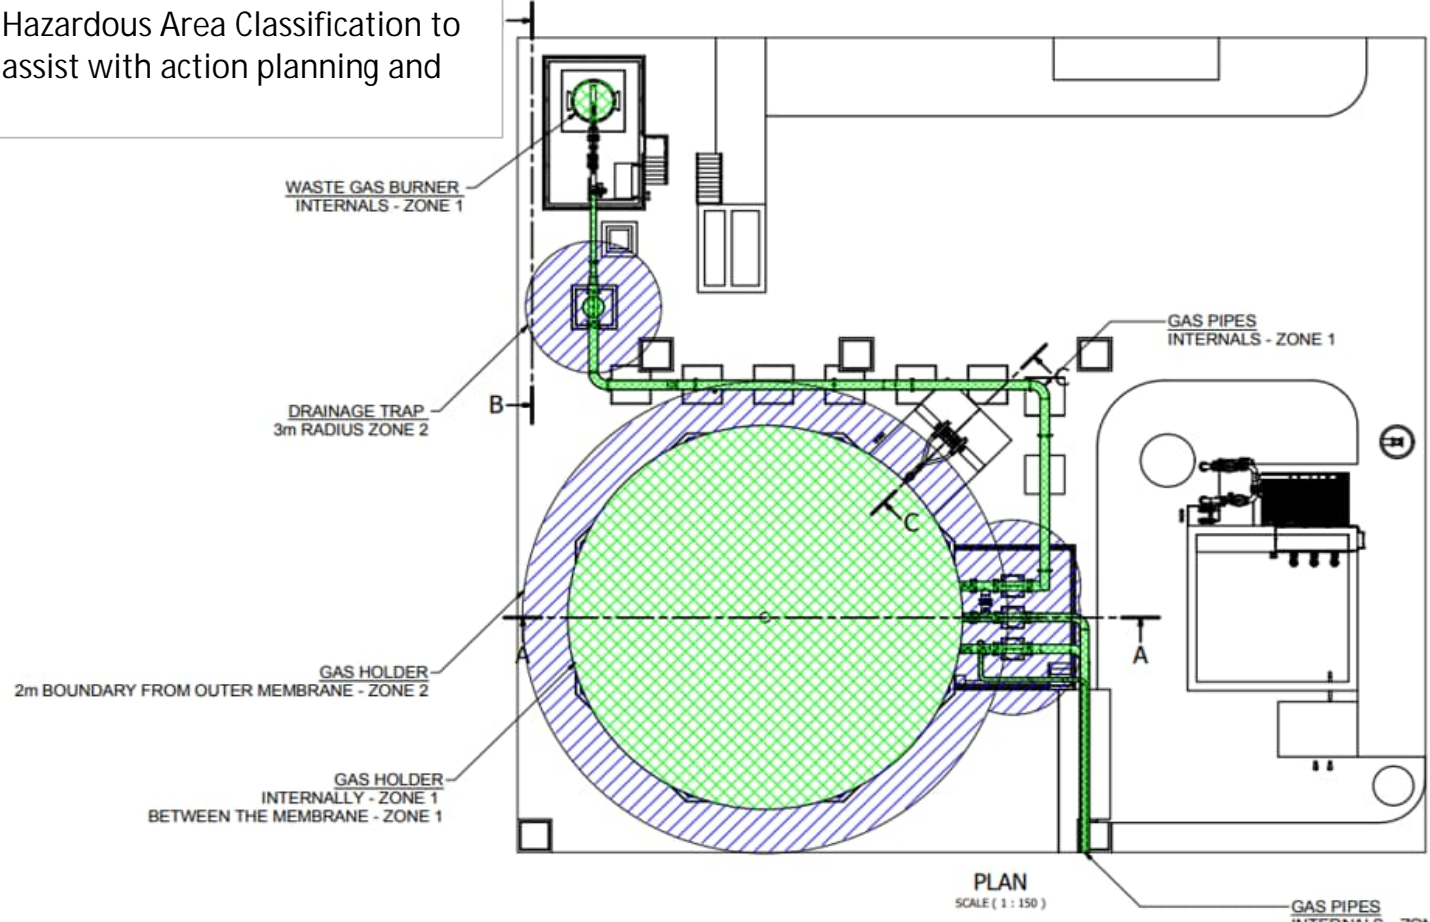 Hazardous Area Classification to
assist with action planning and
WASTE GAS BURNER
INTERNALS - ZONE 1
GAS PIPES
INTERNALS - ZONE 1
C
B
DRAINAGE TRAP
3m RADIUS ZONE 2
C
A
A
GAS HOLDER
2m BOUNDARY FROM OUTER MEMBRANE - ZONE 2
GAS HOLDER
INTERNALLY - ZONE 1
BETWEEN THE MEMBRANE - ZONE 1
PLAN
SCALE ( 1 : 150 )
GAS PIPES